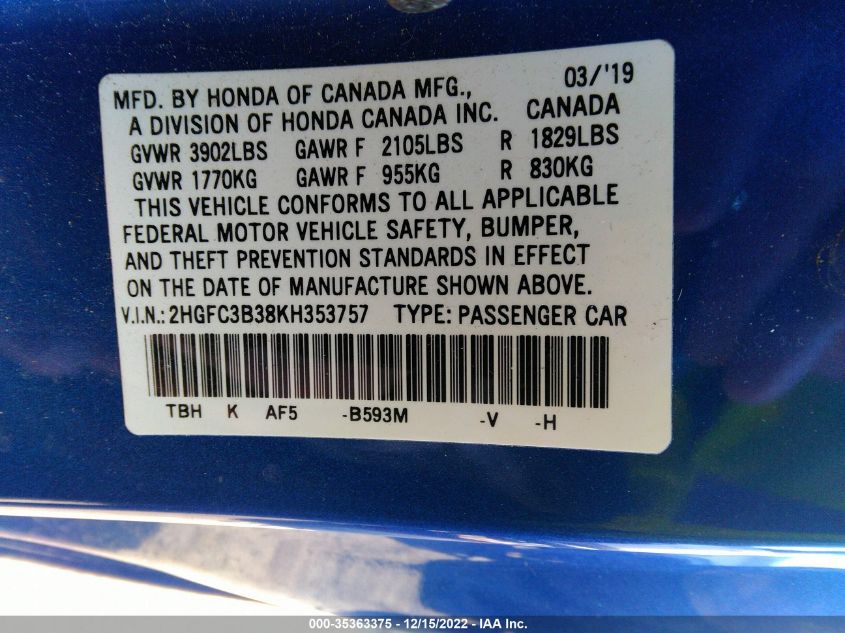 MFD. BY HONDA OF CANADA MFG., 03/'19
A DIVISION OF HONDA CANADA INC. CANADA
GVWR 3902LBS GAWR F 2105LBS R 1829LBS
GVWR 1770KG GAWR F 955KG R 830KG
THIS VEHICLE CONFORMS TO ALL APPLICABLE
FEDERAL MOTOR VEHICLE SAFETY, BUMPER,
AND THEFT PREVENTION STANDARDS IN EFFECT
ON THE DATE OF MANUFACTURE SHOWN ABOVE.
V.I.N.: 2HGFC3B38KH353757 TYPE: PASSENGER CAR
TBH K AF5 -B593M -V -H
000-35363375 - 12/15/2022 - IAA Inc.